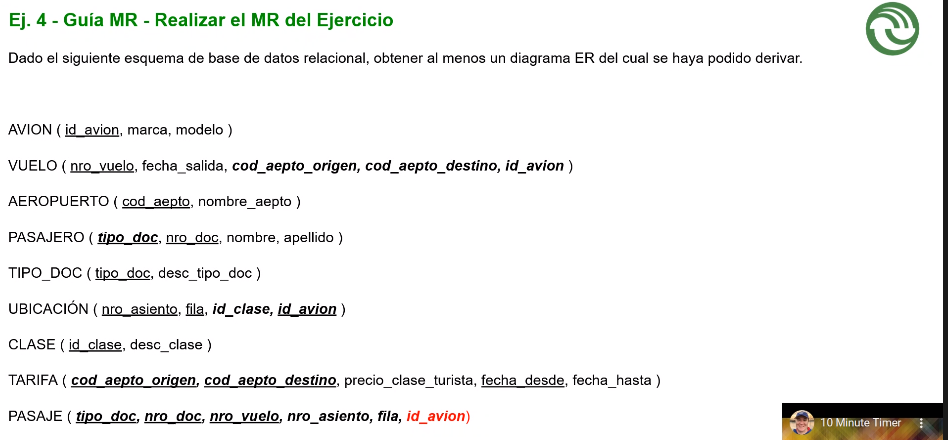 Ej. 4 - Guía MR - Realizar el MR del Ejercicio
Dado el siguiente esquema de base de datos relacional, obtener al menos un diagrama ER del cual se haya podido derivar.
AVION ( id_avion, marca, modelo )
VUELO ( nro_vuelo, fecha_salida, cod_aepto_origen, cod_aepto_destino, id_avion )
AEROPUERTO ( cod_aepto, nombre_aepto )
PASAJERO ( tipo_doc, nro_doc, nombre, apellido )
TIPO_DOC ( tipo_doc, desc_tipo_doc )
UBICACIÓN ( nro_asiento, fila, id_clase, id_avion )
CLASE ( id_clase, desc_clase )
TARIFA ( cod_aepto_origen, cod_aepto_destino, precio_clase_turista, fecha_desde, fecha_hasta )
PASAJE ( tipo_doc, nro_doc, nro_vuelo, nro_asiento, fila, id_avion)
10 Minute Timer